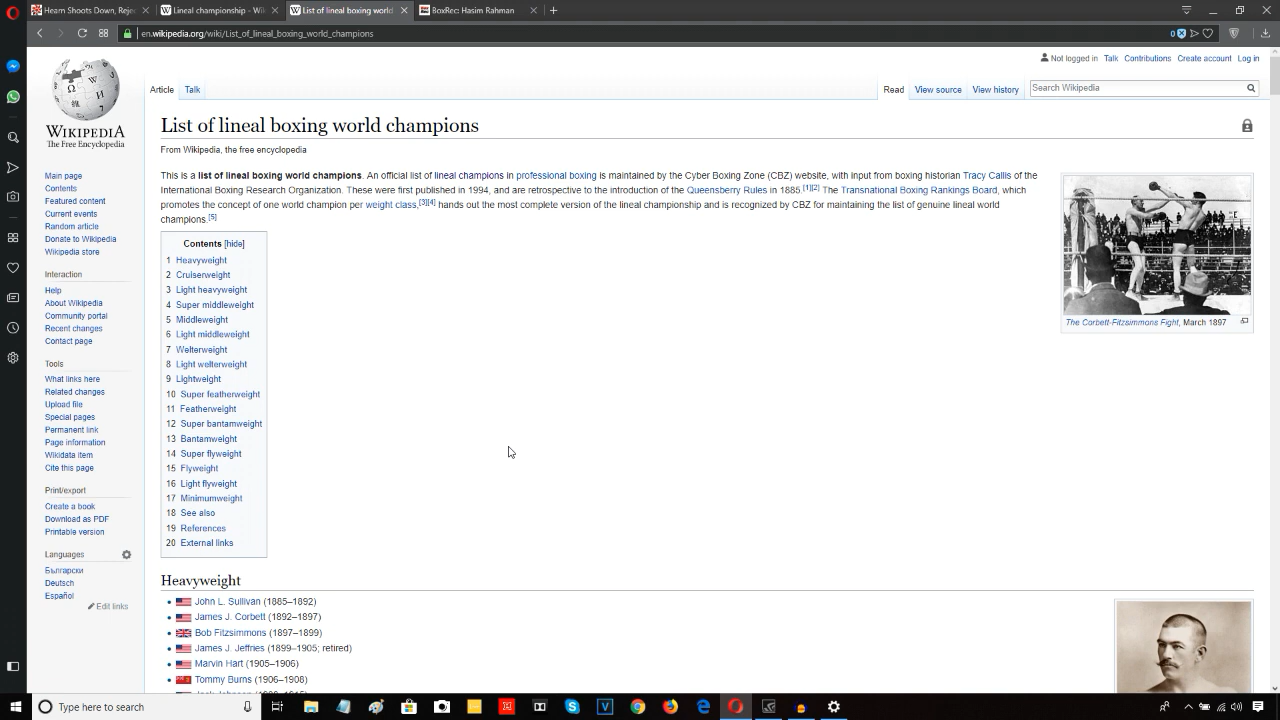 Hearn Shoots Down, Rejec
Lineal championship - Wiki
List of lineal boxing world
BoxRec: Hasim Rahman
en.wikipedia.org/wiki/List_of_lineal_boxing_world_champions
0
Not logged in Talk Contributions Create account Log in
Article Talk Read View source View history Search Wikipedia
WIKIPEDIA
The Free Encyclopedia
Main page
Contents
Featured content
Current events
Random article
Donate to Wikipedia
Wikipedia store
Interaction
Help
About Wikipedia
Community portal
Recent changes
Contact page
Tools
What links here
Related changes
Upload file
Special pages
Permanent link
Page information
Wikidata item
Cite this page
Print/export
Create a book
Download as PDF
Printable version
Languages
Български
Deutsch
Español
Edit links
List of lineal boxing world champions
From Wikipedia, the free encyclopedia
This is a list of lineal boxing world champions. An official list of lineal champions in professional boxing is maintained by the Cyber Boxing Zone (CBZ) website, with input from boxing historian Tracy Callis of the
International Boxing Research Organization. These were first published in 1994, and are retrospective to the introduction of the Queensberry Rules in 1885.[1][2] The Transnational Boxing Rankings Board, which
promotes the concept of one world champion per weight class,[3][4] hands out the most complete version of the lineal championship and is recognized by CBZ for maintaining the list of genuine lineal world
champions.[5]
Contents [hide]
1 Heavyweight
2 Cruiserweight
3 Light heavyweight
4 Super middleweight
5 Middleweight
6 Light middleweight
7 Welterweight
8 Light welterweight
9 Lightweight
10 Super featherweight
11 Featherweight
12 Super bantamweight
13 Bantamweight
14 Super flyweight
15 Flyweight
16 Light flyweight
17 Minimumweight
18 See also
19 References
20 External links
The Corbett-Fitzsimmons Fight, March 1897
Heavyweight
John L. Sullivan (1885–1892)
James J. Corbett (1892–1897)
Bob Fitzsimmons (1897–1899)
James J. Jeffries (1899–1905; retired)
Marvin Hart (1905–1906)
Tommy Burns (1906–1908)
Type here to search